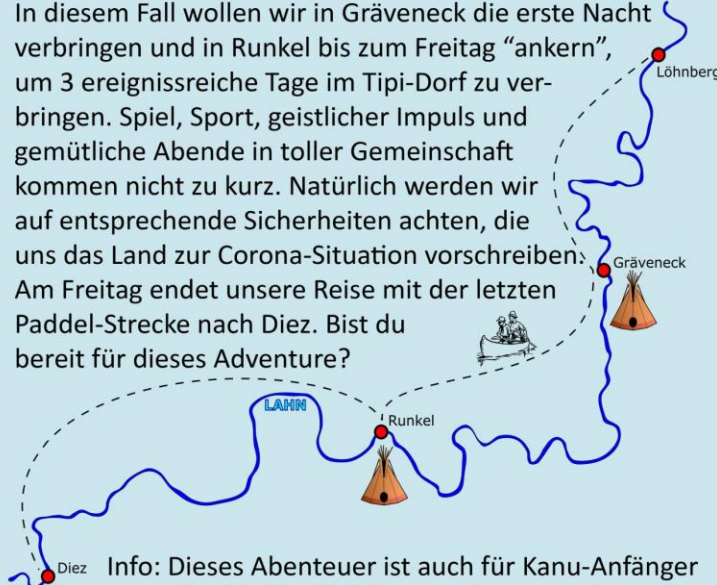 In diesem Fall wollen wir in Gräveneck die erste Nacht
verbringen und in Runkel bis zum Freitag “ankern”,
um 3 ereignissreiche Tage im Tipi-Dorf zu ver-
bringen. Spiel, Sport, geistlicher Impuls und
gemütliche Abende in toller Gemeinschaft
kommen nicht zu kurz. Natürlich werden wir
auf entsprechende Sicherheiten achten, die
uns das Land zur Corona-Situation vorschreiben.
Am Freitag endet unsere Reise mit der letzten
Paddel-Strecke nach Diez. Bist du
bereit für dieses Adventure?
Löhnberg
Gräveneck
LAHN
Runkel
Diez
Info: Dieses Abenteuer ist auch für Kanu-Anfänger